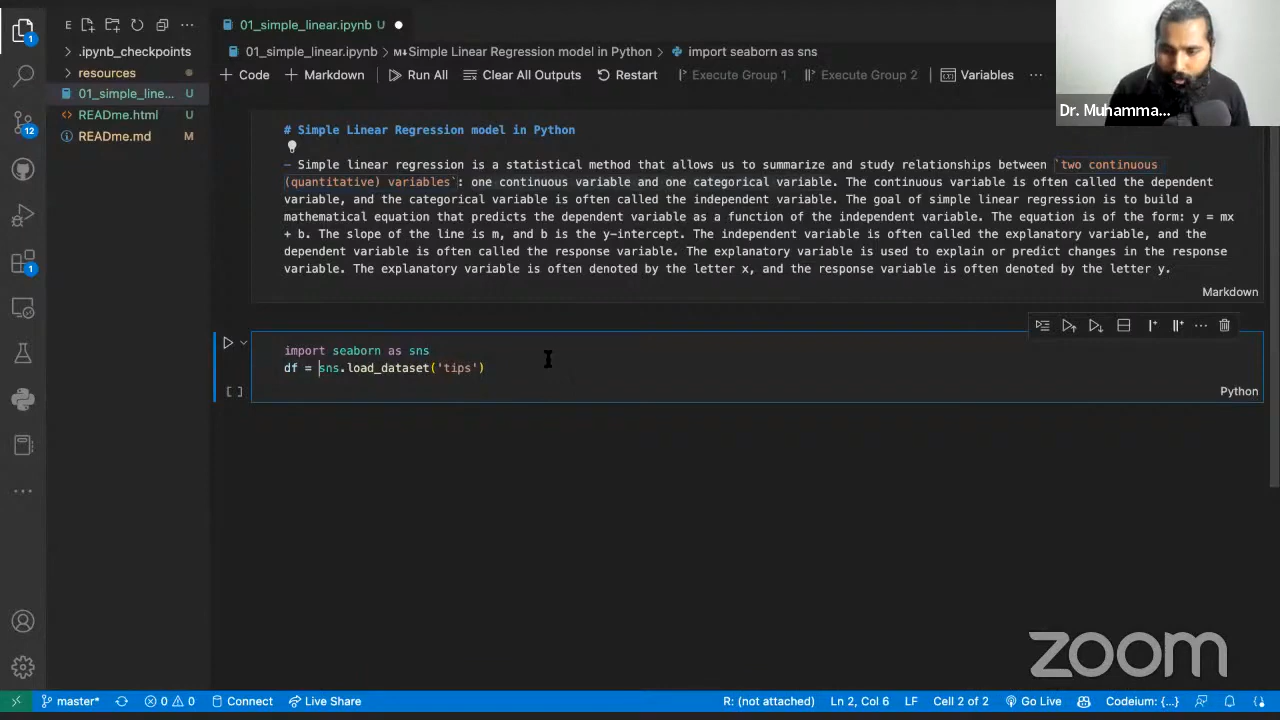 E
01_simple_linear.ipynb
.ipynb_checkpoints
resources
01_simple_line... U
READme.html U
READme.md M
01_simple_linear.ipynb > M↓Simple Linear Regression model in Python > import seaborn as sns
+ Code + Markdown Run All Clear All Outputs Restart Execute Group 1 Execute Group 2 Variables ...
Dr. Muhamma...
# Simple Linear Regression model in Python
– Simple linear regression is a statistical method that allows us to summarize and study relationships between `two continuous
(quantitative) variables`: one continuous variable and one categorical variable. The continuous variable is often called the dependent
variable, and the categorical variable is often called the independent variable. The goal of simple linear regression is to build a
mathematical equation that predicts the dependent variable as a function of the independent variable. The equation is of the form: y = mx
+ b. The slope of the line is m, and b is the y-intercept. The independent variable is often called the explanatory variable, and the
dependent variable is often called the response variable. The explanatory variable is used to explain or predict changes in the response
variable. The explanatory variable is often denoted by the letter x, and the response variable is often denoted by the letter y.
Markdown
import seaborn as sns
df = sns.load_dataset('tips')
[ ]
Python
1
12
1
zoom
master* 0 0 Connect Live Share R: (not attached) Ln 2, Col 6 LF Cell 2 of 2 Go Live Codeium: {...}